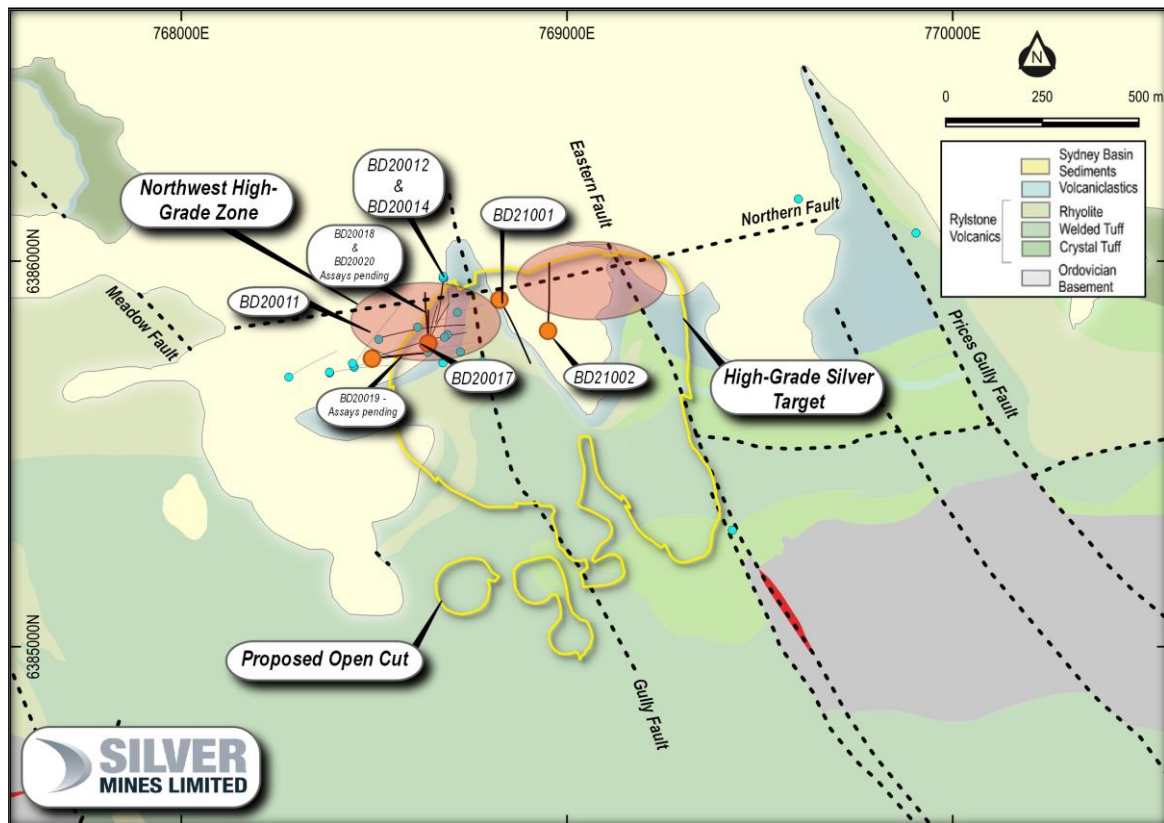 768000E
769000E
770000E
N
0 250 500 m
Sydney Basin
Sediments
Volcaniclastics
Rylstone
Volcanics
Rhyolite
Welded Tuff
Crystal Tuff
Ordovician
Basement
BD20012
&
BD20014
Northwest High-
Grade Zone
BD20018
&
BD20020
Assays pending
BD21001
Eastern Fault
Northern Fault
6386000N
BD20011
Meadow Fault
BD20017
BD21002
BD20019 -
Assays pending
High-Grade Silver
Target
Prices Gully Fault
6385000N
Proposed Open Cut
Gully Fault
SILVER
MINES LIMITED